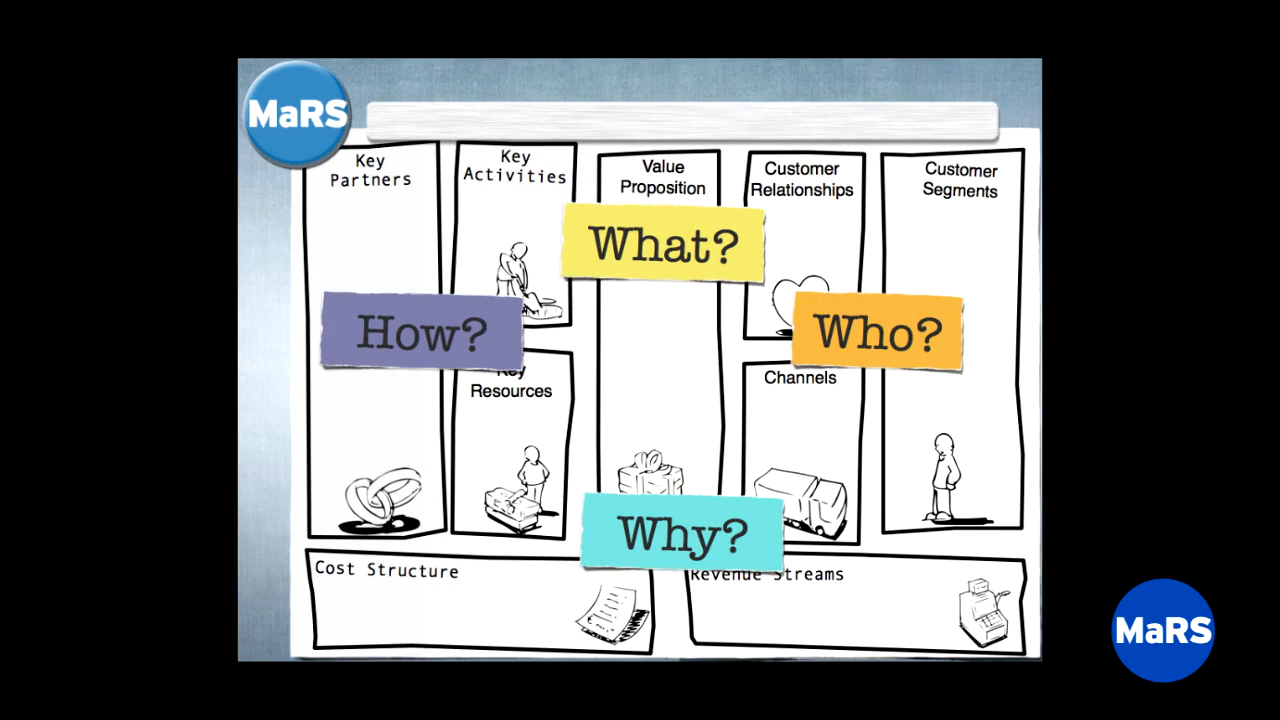 MaRS
Key
Partners
Key
Activities
Value
Proposition
Customer
Relationships
Customer
Segments
What?
How?
Who?
Key
Resources
Channels
Why?
Cost Structure
Revenue Streams
MaRS